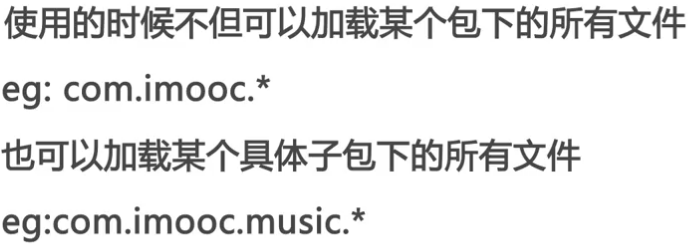 使用的时候不但可以加载某个包下的所有文件
eg: com.imooc.*
也可以加载某个具体子包下的所有文件
eg:com.imooc.music.*